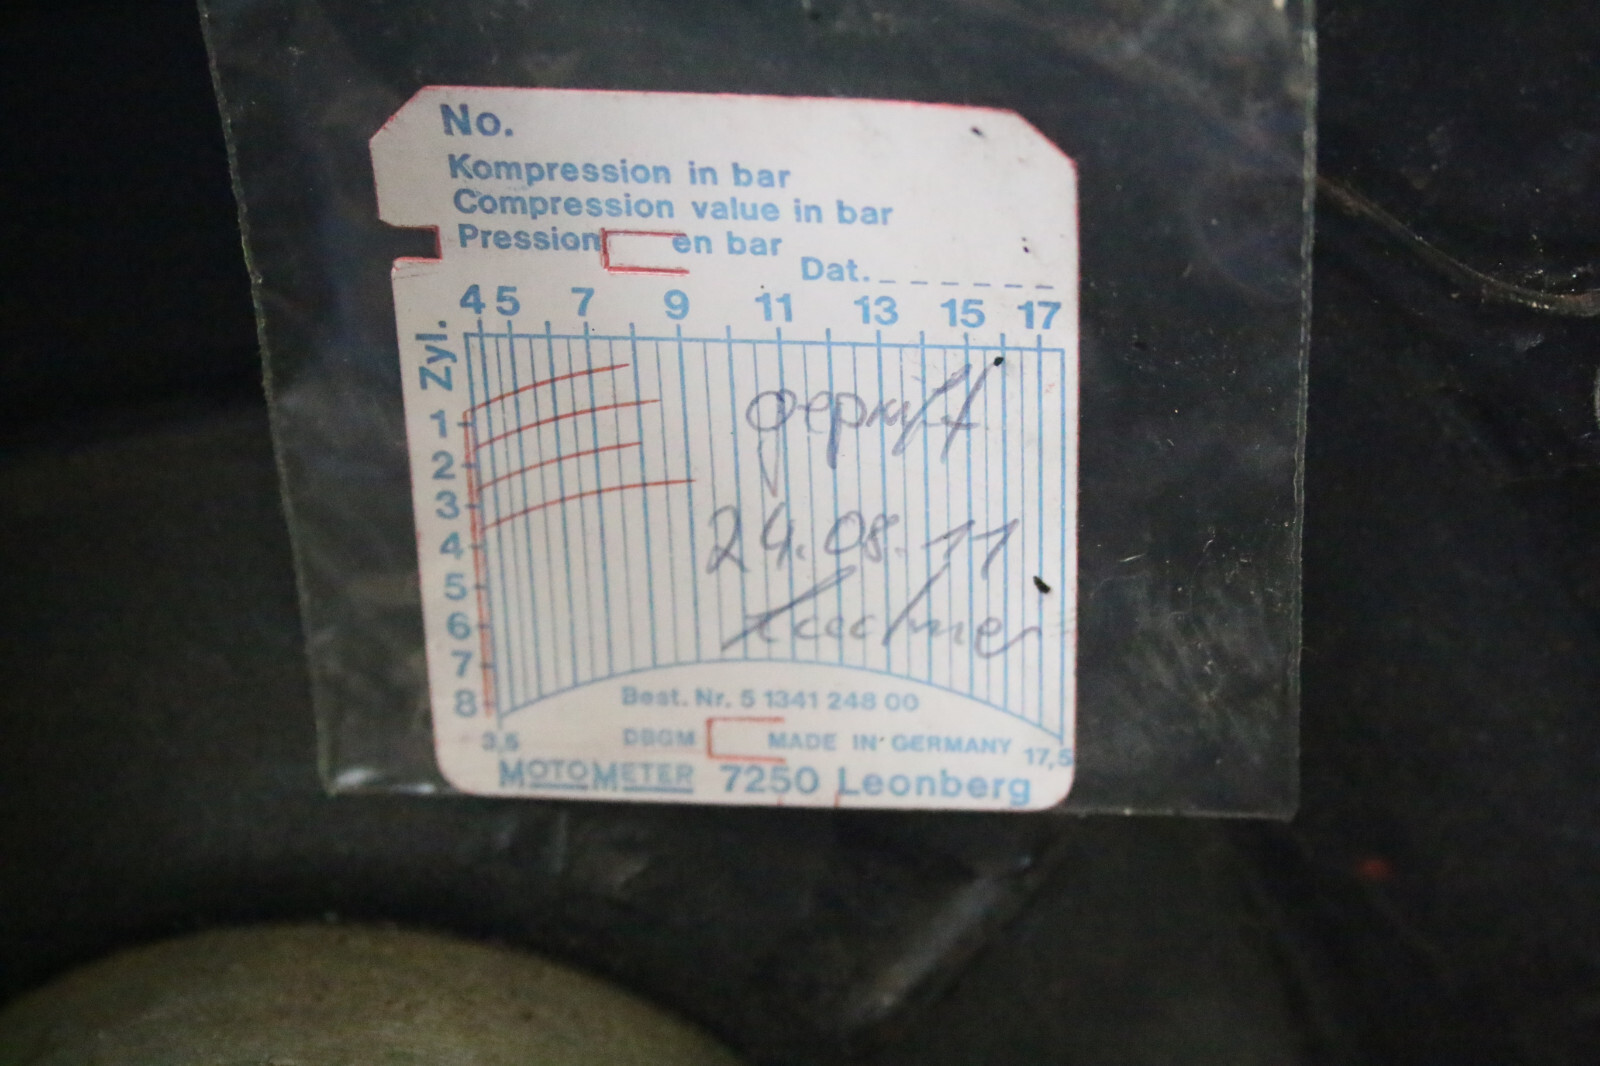 No.
Kompression in bar
Compression value in bar
Pression en bar
Dat.
4 5 7 9 11 13 15 17
Zyl.
1
geprüft
2
3
24.08.11
4
5
6
7
8
Best. Nr. 5 1341 248 00
3,5 DBGM MADE IN GERMANY 17,5
MOTOMETER 7250 Leonberg